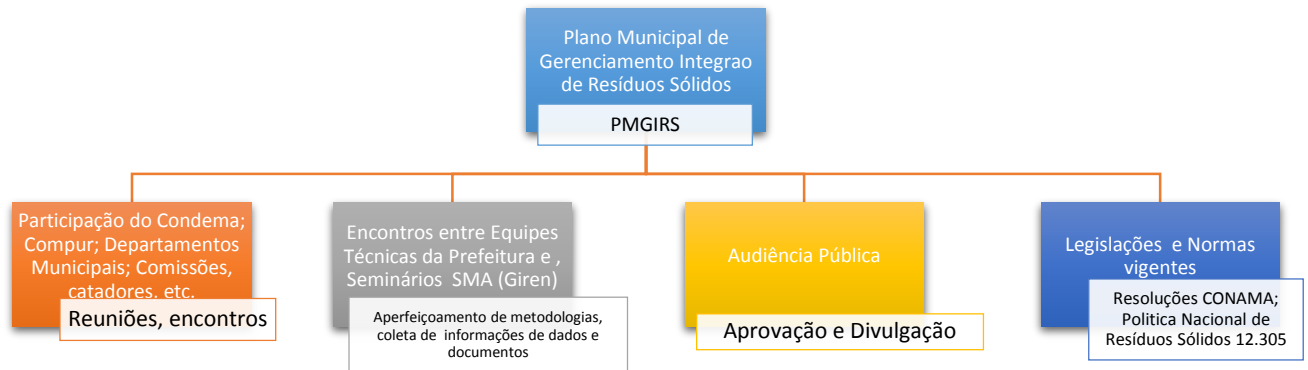 Plano Municipal de
Gerenciamento Integrao
de Resíduos Sólidos
PMGIRS
Participação do Condema;
Compur; Departamentos
Municipais; Comissões,
catadores, etc.
Reuniões, encontros
Encontros entre Equipes
Técnicas da Prefeitura e ,
Seminários SMA (Giren)
Aperfeiçoamento de metodologias,
coleta de informações de dados e
documentos
Audiência Pública
Aprovação e Divulgação
Legislações e Normas
vigentes
Resoluções CONAMA;
Politica Nacional de
Resíduos Sólidos 12.305